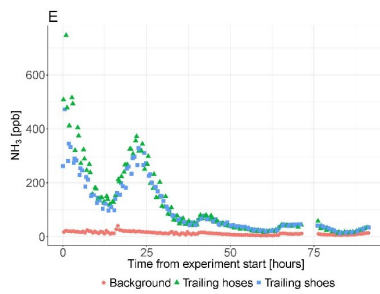 E
NH₃ [ppb]
600
400
200
0
0
25
50
75
Time from experiment start [hours]
Background
Trailing hoses
Trailing shoes